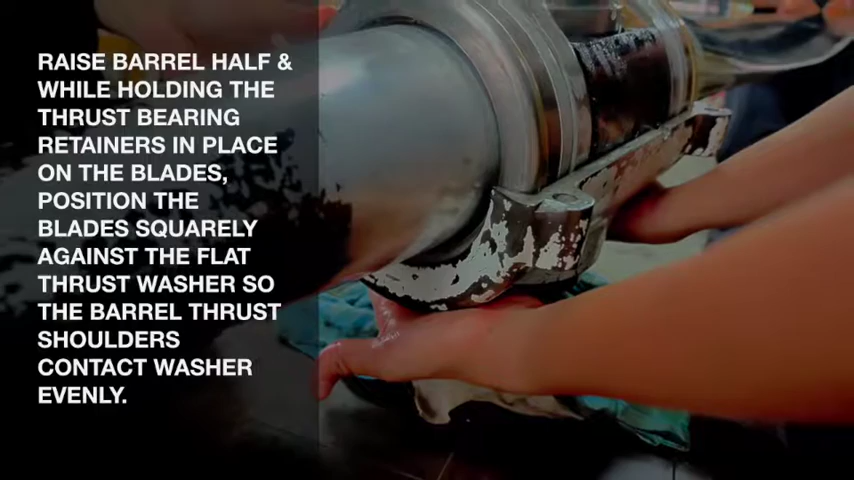 RAISE BARREL HALF &
WHILE HOLDING THE
THRUST BEARING
RETAINERS IN PLACE
ON THE BLADES,
POSITION THE
BLADES SQUARELY
AGAINST THE FLAT
THRUST WASHER SO
THE BARREL THRUST
SHOULDERS
CONTACT WASHER
EVENLY.